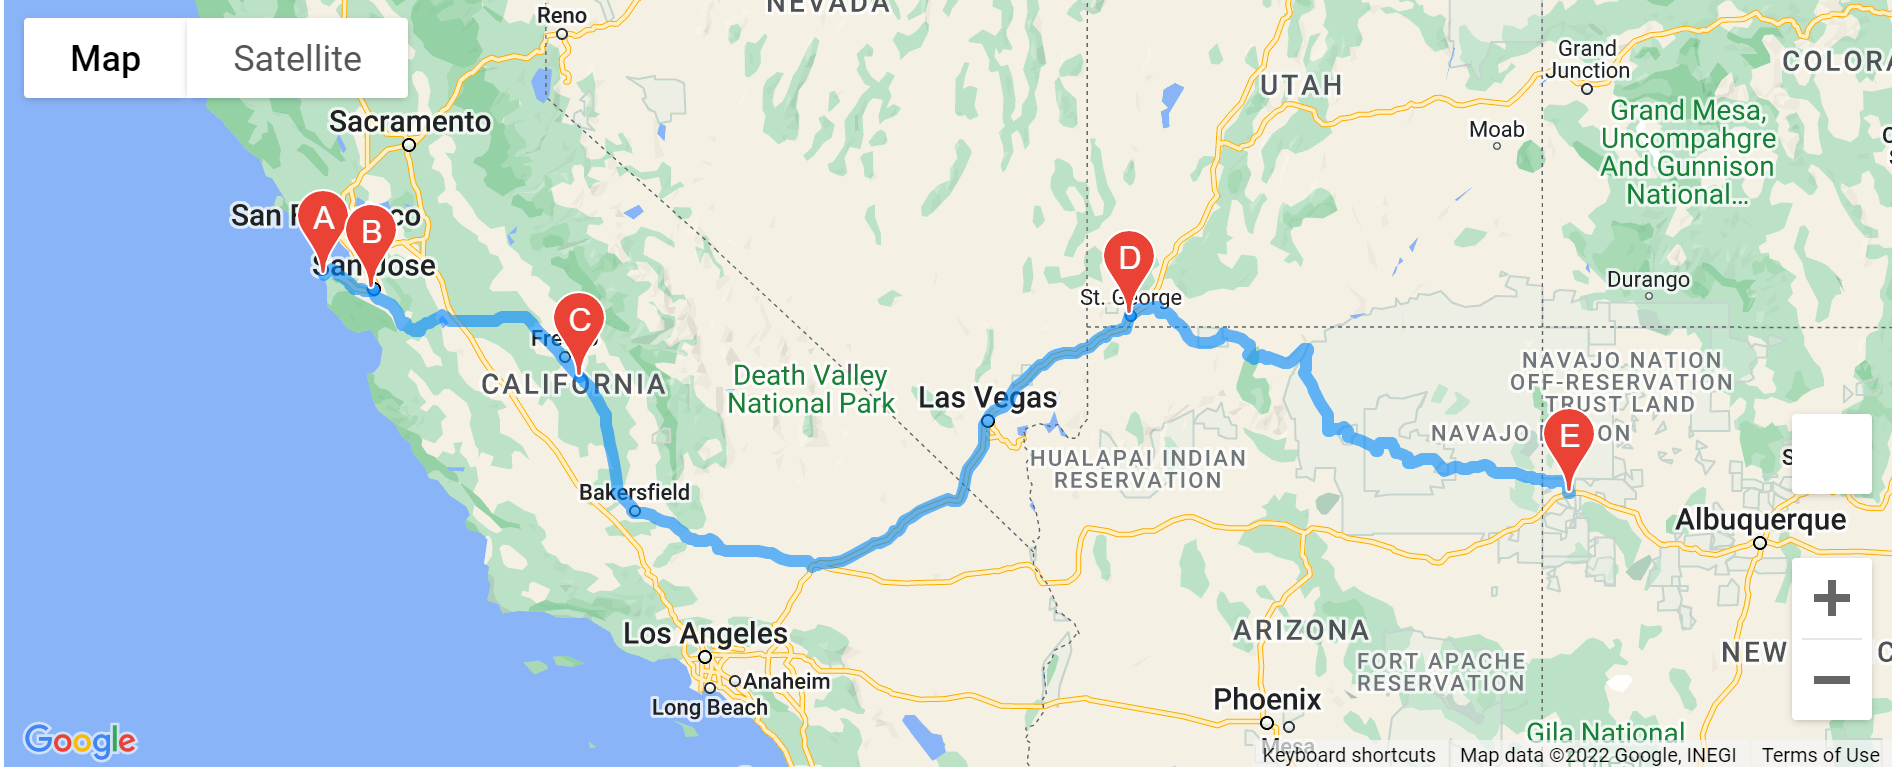 NEVADA
Reno
Map
Satellite
Grand
Junction
COLORA
UTAH
Grand Mesa,
Uncompahgre
And Gunnison
National...
Sacramento
Moab
San F
co
A
B
San Jose
D
St. George
Durango
C
Fre
CALIFORNIA
Death Valley
National Park
Las Vegas
NAVAJO NATION
OFF-RESERVATION
TRUST LAND
NAVAJO
ON
E
HUALAPAI INDIAN
RESERVATION
S
Bakersfield
Albuquerque
Los Angeles
Anaheim
Long Beach
ARIZONA
FORT APACHE
RESERVATION
NEW
C
Phoenix
Mesa
Gila National
Google
Keyboard shortcuts
Map data ©2022 Google, INEGI
Terms of Use